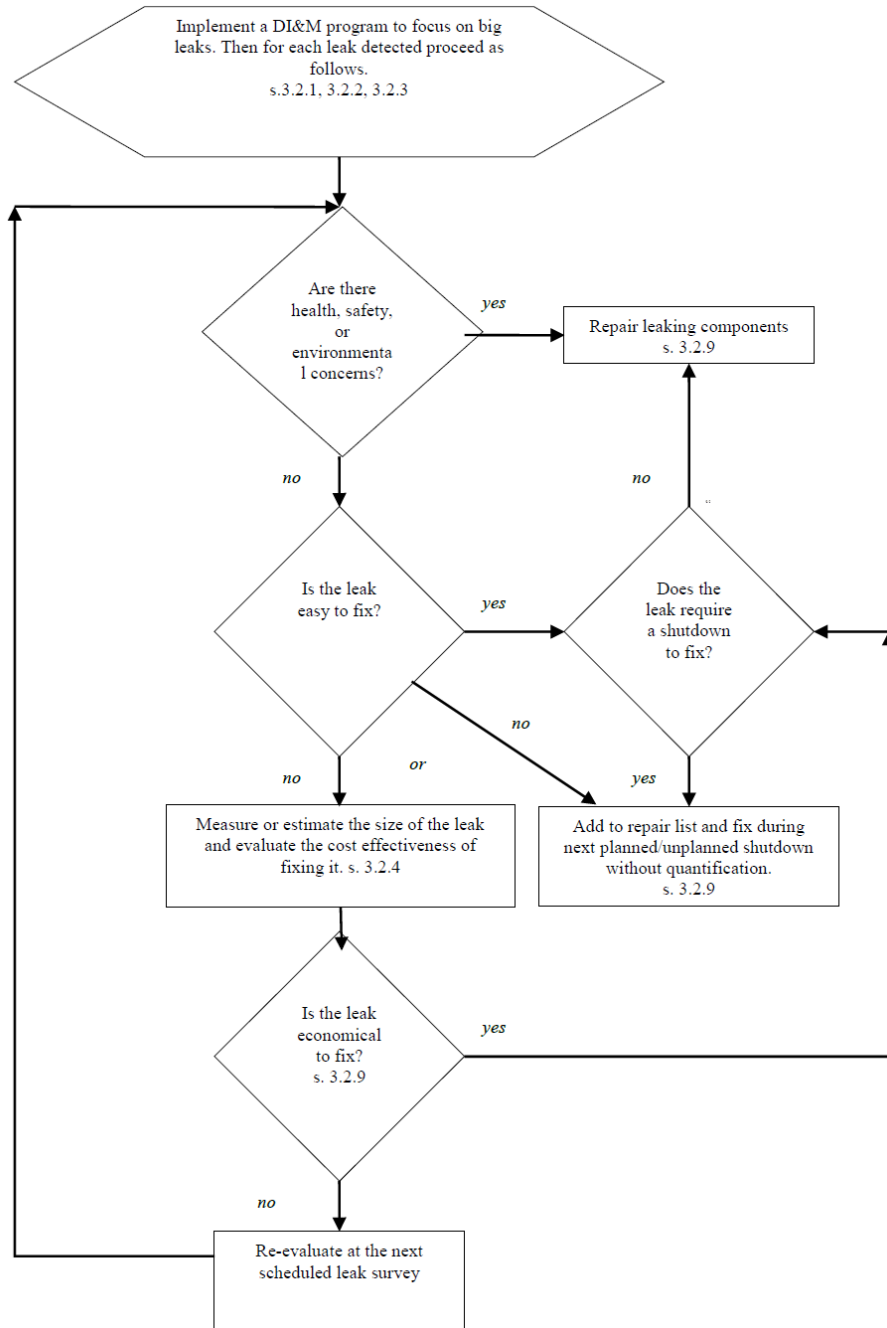 Implement a DI&M program to focus on big
leaks. Then for each leak detected proceed as
follows.
s.3.2.1, 3.2.2, 3.2.3
Are there
health, safety,
or
environmenta
l concerns?
yes
Repair leaking components
s. 3.2.9
no
no
Is the leak
easy to fix?
yes
Does the
leak require
a shutdown
to fix?
no
no
or
yes
Measure or estimate the size of the leak
and evaluate the cost effectiveness of
fixing it. s. 3.2.4
Add to repair list and fix during
next planned/unplanned shutdown
without quantification.
s. 3.2.9
Is the leak
economical
to fix?
s. 3.2.9
yes
no
Re-evaluate at the next
scheduled leak survey